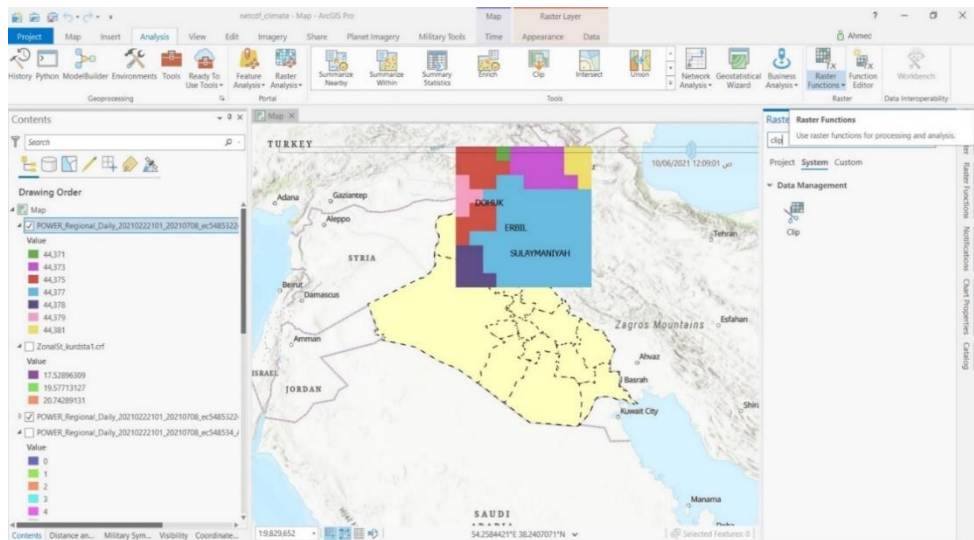 netcdf_climate - Map - ArcGIS Pro
Map
Raster Layer
?
Project
Map
Insert
Analysis
View
Edit
Imagery
Share
Planet Imagery
Military Tools
Time
Appearance
Data
Ahmed
History
Python
ModelBuilder
Environments
Tools
Ready To
Use Tools
Feature
Analysis
Raster
Analysis
Summarize
Nearby
Summarize
Within
Summary
Statistics
Enrich
Clip
Intersect
Union
Network
Analysis
Geostatistical
Wizard
Business
Analysis
Raster
Functions
Function
Editor
Workbench
Geoprocessing
Portal
Tools
Raster
Data Interoperability
Contents
Search
Drawing Order
Map
POWER_Regional_Daily_20210222101_20210708_ec5485322
Value
44,371
44,373
44,375
44,377
44,378
44,379
44,381
ZonalSt_kurdsta1.crf
Value
17.52896309
19.57713127
20.74289131
POWER_Regional_Daily_20210222101_20210708_ec5485322
POWER_Regional_Daily_20210222101_20210708_ec548534_
Value
0
1
2
3
4
Contents
Distance an...
Military Sym...
Visibility
Coordinate...
Map
TURKEY
10/06/2021 12:09:01 ص
Adana
Gaziantep
Aleppo
DOHUK
ERBIL
SULAYMANIYAH
Tehran
SYRIA
Beirut
Damascus
Zagros Mountains
Esfahan
Amman
Ahvaz
ISRAEL
JORDAN
Basrah
Kuwait City
Shir
Manama
SAUDI
1:9,829,652
54.2584421°E 38.2407071°N
Selected Features: 0
Raste
Raster Functions
Use raster functions for processing and analysis.
clip
Project
System
Custom
Data Management
Clip
Raster Functions
Notifications
Chart Properties
Catalog